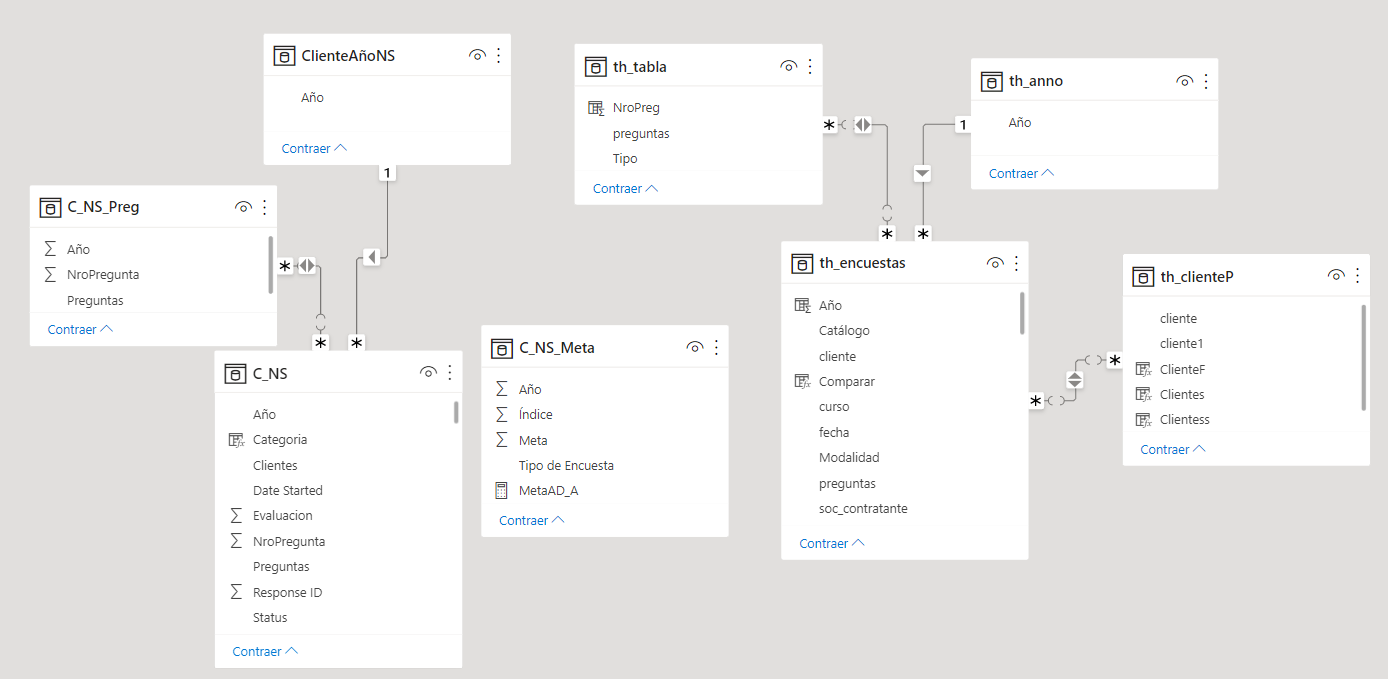 ClienteAñoNS
Año
Contraer
th_tabla
NroPreg
preguntas
Tipo
Contraer
th_anno
Año
Contraer
1
*
1
*
*
C_NS_Preg
Año
NroPregunta
Preguntas
Contraer
*
*
*
th_encuestas
Año
Catálogo
cliente
Comparar
curso
fecha
Modalidad
preguntas
soc_contratante
Contraer
*
*
th_clienteP
cliente
cliente1
ClienteF
Clientes
Clientess
Contraer
C_NS_Meta
Año
Índice
Meta
Tipo de Encuesta
MetaAD_A
Contraer
C_NS
Año
Categoria
Clientes
Date Started
Evaluacion
NroPregunta
Preguntas
Response ID
Status
Contraer